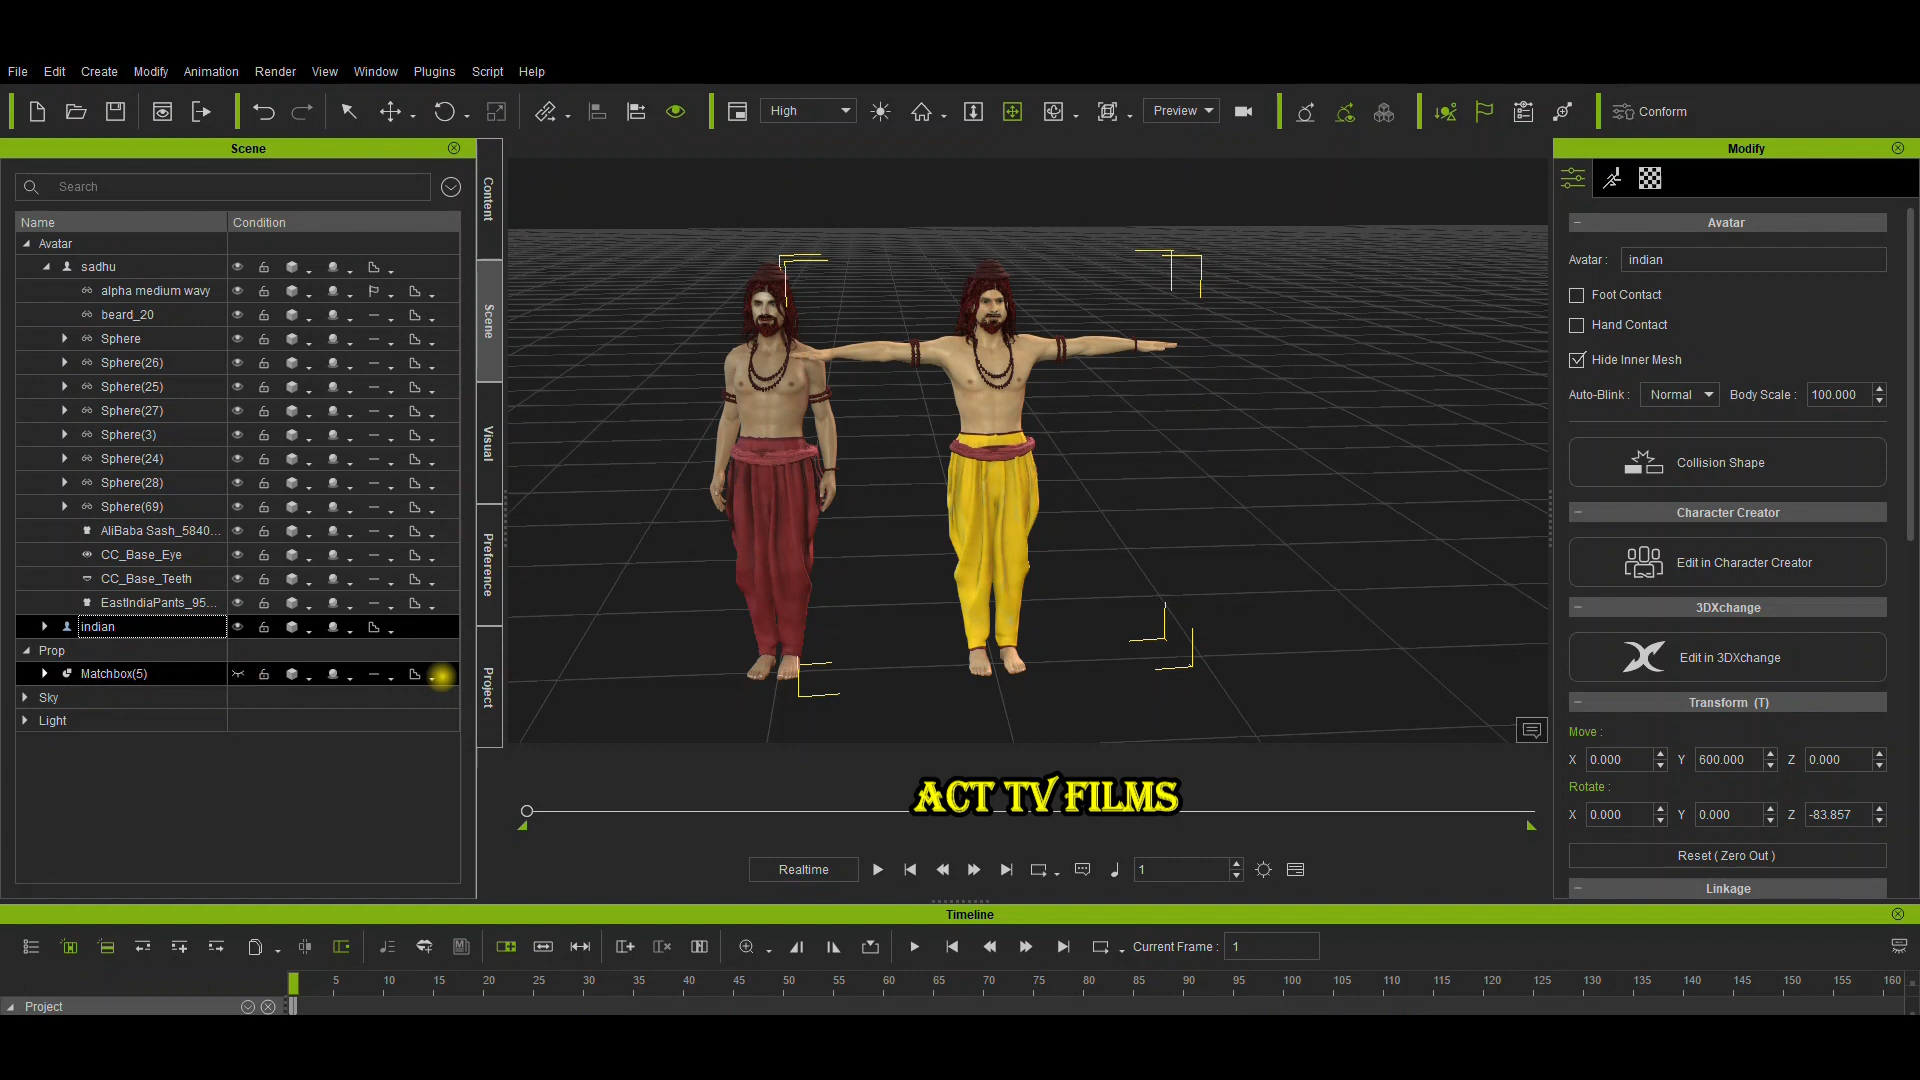 File Edit Create Modify Animation Render View Window Plugins Script Help
High Preview Conform
Scene
Search
Name Condition
Avatar
sadhu
alpha medium wavy
beard_20
Sphere
Sphere(26)
Sphere(25)
Sphere(27)
Sphere(3)
Sphere(24)
Sphere(28)
Sphere(69)
AliBaba Sash_5840...
CC_Base_Eye
CC_Base_Teeth
EastIndiaPants_95...
indian
Prop
Matchbox(5)
Sky
Light
Content
Scene
Visual
Preference
Project
ACT TV FILMS
Realtime 1
Modify
Avatar
Avatar : indian
Foot Contact
Hand Contact
Hide Inner Mesh
Auto-Blink : Normal Body Scale : 100.000
Collision Shape
Character Creator
Edit in Character Creator
3DXchange
Edit in 3DXchange
Transform (T)
Move :
X 0.000 Y 600.000 Z 0.000
Rotate :
X 0.000 Y 0.000 Z -83.857
Reset ( Zero Out )
Linkage
Timeline
Current Frame : 1
5 10 15 20 25 30 35 40 45 50 55 60 65 70 75 80 85 90 95 100 105 110 115 120 125 130 135 140 145 150 155 160
Project